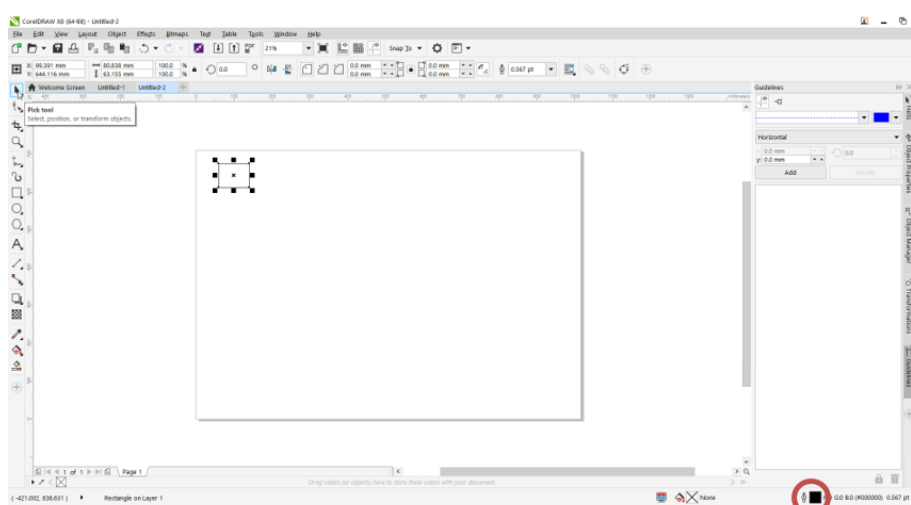 CorelDRAW X8 (64-Bit) - Untitled-2
File Edit View Layout Object Effects Bitmaps Text Table Tools Window Help
PDF 21% Snap To
X: 99.391 mm 80.838 mm 100.0 % 0.0 ° 0.0 mm 0.0 mm 0.567 pt
Y: 644.116 mm 63.155 mm 100.0 % 0.0 mm 0.0 mm
Welcome Screen Untitled-1 Untitled-2
Pick tool
Select, position, or transform objects.
millimeters
Guidelines
Horizontal
x: 0.0 mm 0.0
y: 0.0 mm
Add Modify
Hints
Object Properties
Object Manager
Transformations
Guidelines
1 of 1 Page 1
Drag colors (or objects) here to store these colors with your document
( -421.002, 838.631 ) Rectangle on Layer 1 None G:0 B:0 (#000000) 0.567 pt